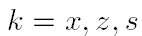 k = x, z, s